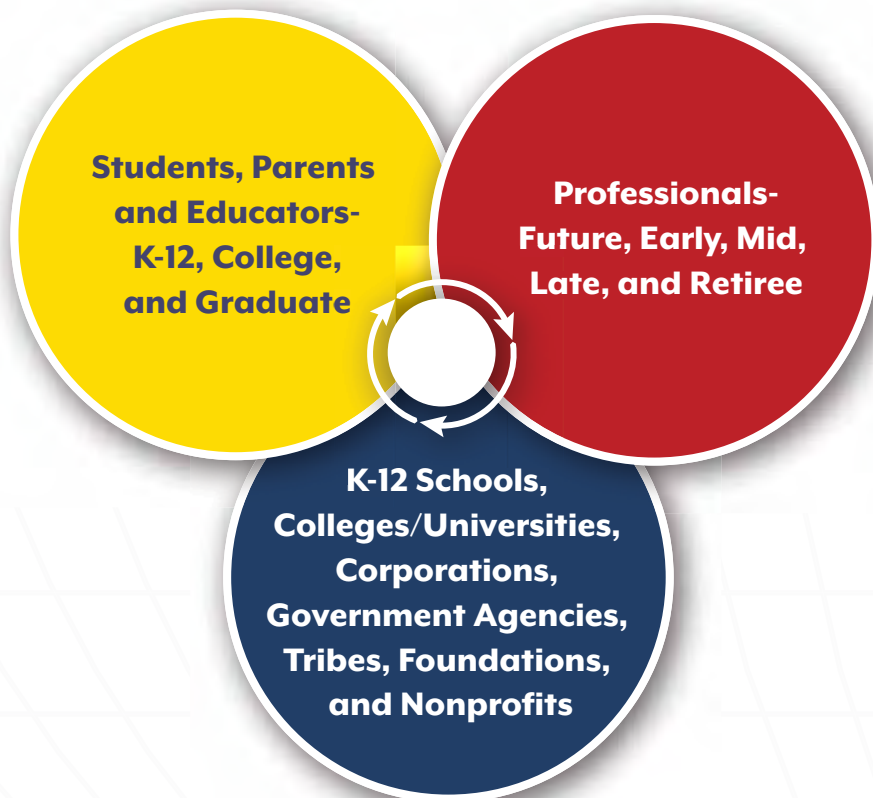 Students, Parents
and Educators-
K-12, College,
and Graduate
Professionals-
Future, Early, Mid,
Late, and Retiree
K-12 Schools,
Colleges/Universities,
Corporations,
Government Agencies,
Tribes, Foundations,
and Nonprofits